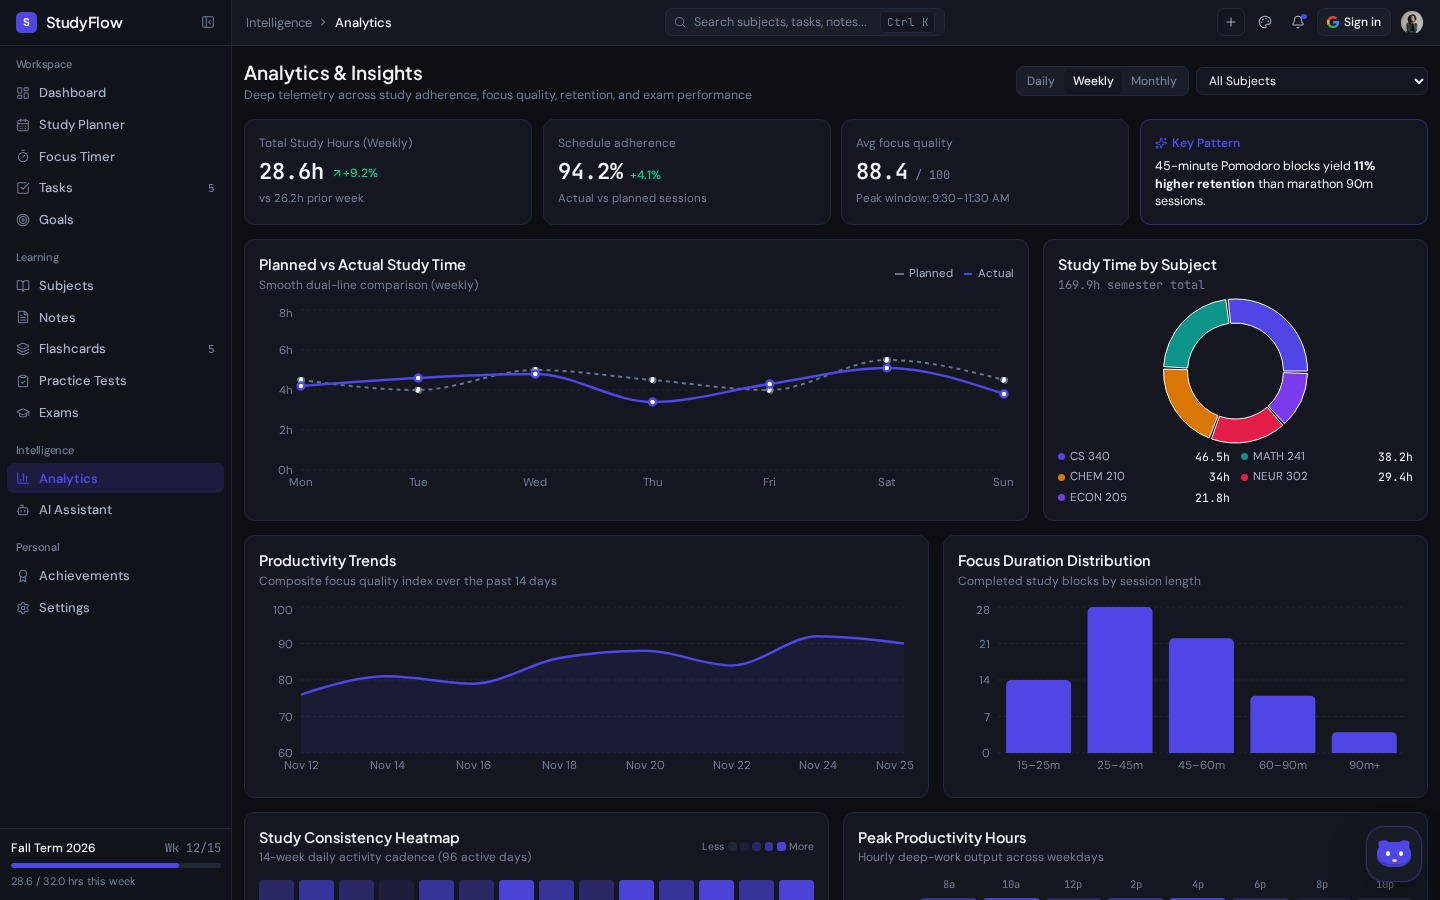 S
StudyFlow
Intelligence > Analytics
Search subjects, tasks, notes...
Ctrl K
Sign in
Workspace
Dashboard
Study Planner
Focus Timer
Tasks 5
Goals
Learning
Subjects
Notes
Flashcards 5
Practice Tests
Exams
Intelligence
Analytics
AI Assistant
Personal
Achievements
Settings
Fall Term 2026 Wk 12/15
28.6 / 32.0 hrs this week
Analytics & Insights
Deep telemetry across study adherence, focus quality, retention, and exam performance
Daily Weekly Monthly
All Subjects
Total Study Hours (Weekly)
28.6h +9.2%
vs 26.2h prior week
Schedule adherence
94.2% +4.1%
Actual vs planned sessions
Avg focus quality
88.4 / 100
Peak window: 9:30–11:30 AM
Key Pattern
45-minute Pomodoro blocks yield 11%
higher retention than marathon 90m
sessions.
Planned vs Actual Study Time
Smooth dual-line comparison (weekly)
Planned Actual
8h
6h
4h
2h
0h
Mon Tue Wed Thu Fri Sat Sun
Study Time by Subject
169.9h semester total
CS 340 46.5h MATH 241 38.2h
CHEM 210 34h NEUR 302 29.4h
ECON 205 21.8h
Productivity Trends
Composite focus quality index over the past 14 days
100
90
80
70
60
Nov 12 Nov 14 Nov 16 Nov 18 Nov 20 Nov 22 Nov 24 Nov 25
Focus Duration Distribution
Completed study blocks by session length
28
21
14
7
0
15–25m 25–45m 45–60m 60–90m 90m+
Study Consistency Heatmap
14-week daily activity cadence (96 active days)
Less More
Peak Productivity Hours
Hourly deep-work output across weekdays
8a 10a 12p 2p 4p 6p 8p 10p